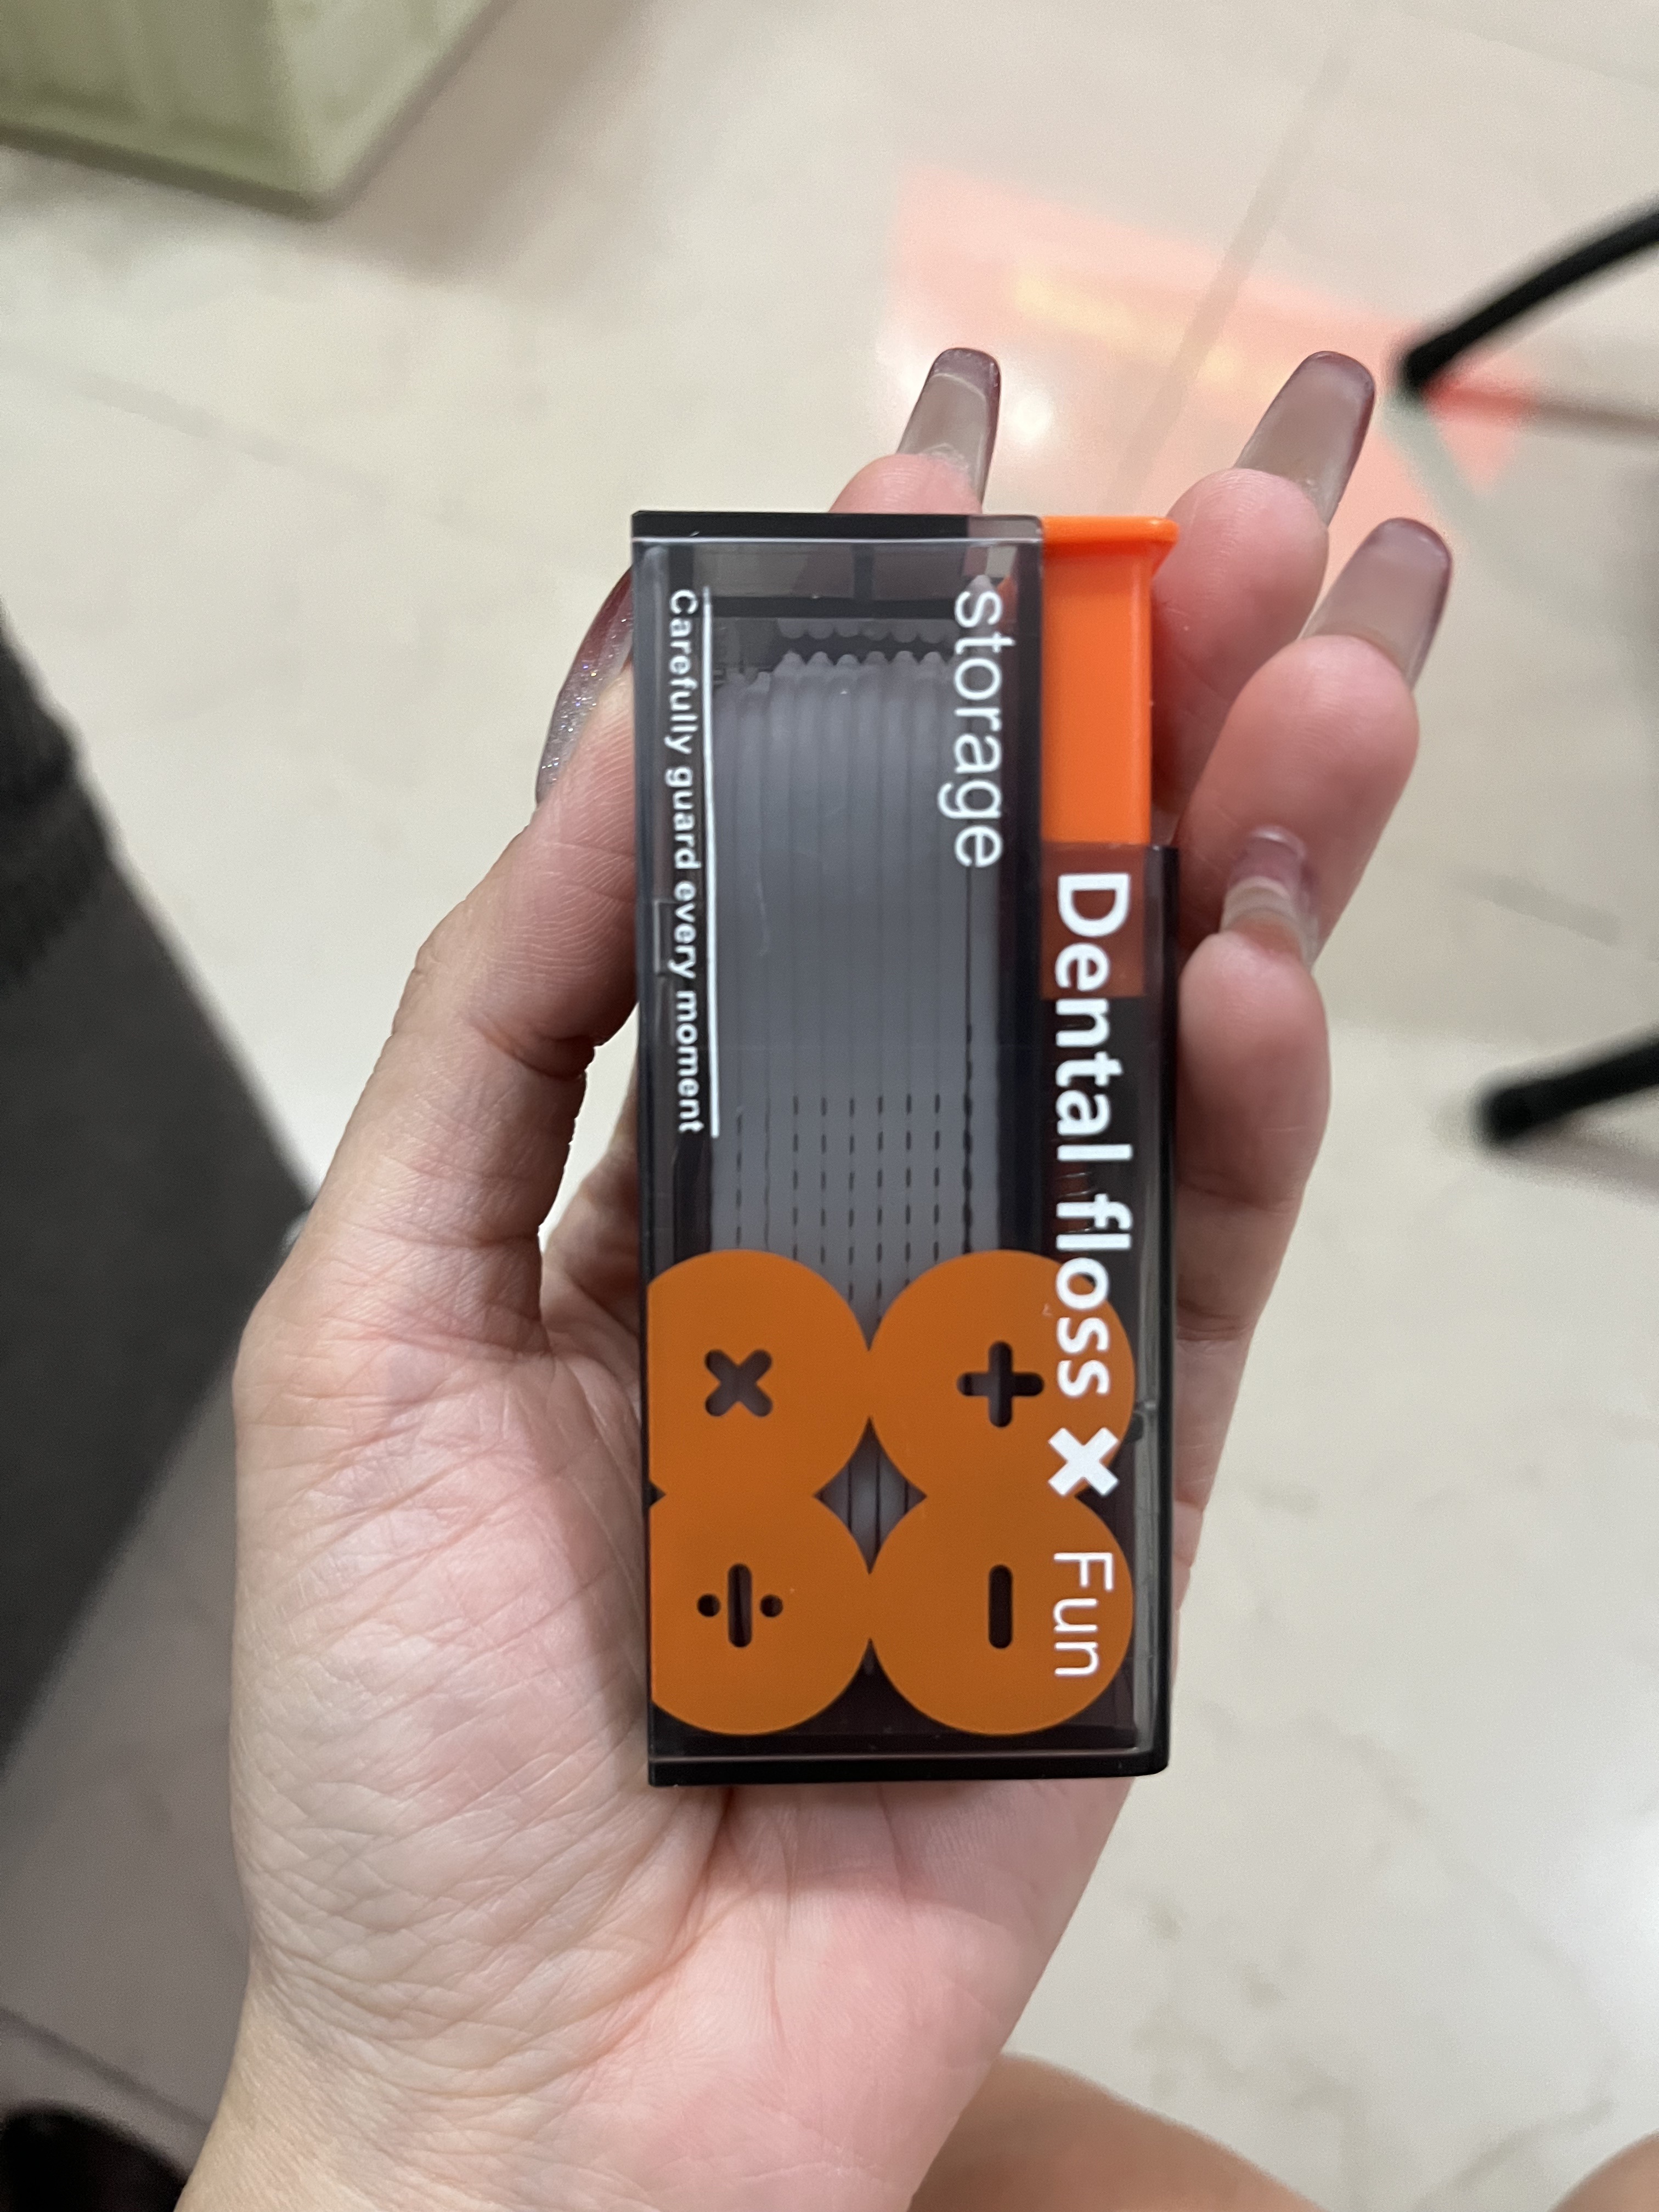 Dental floss × Fun
storage
+ −
× ÷
Carefully guard every moment